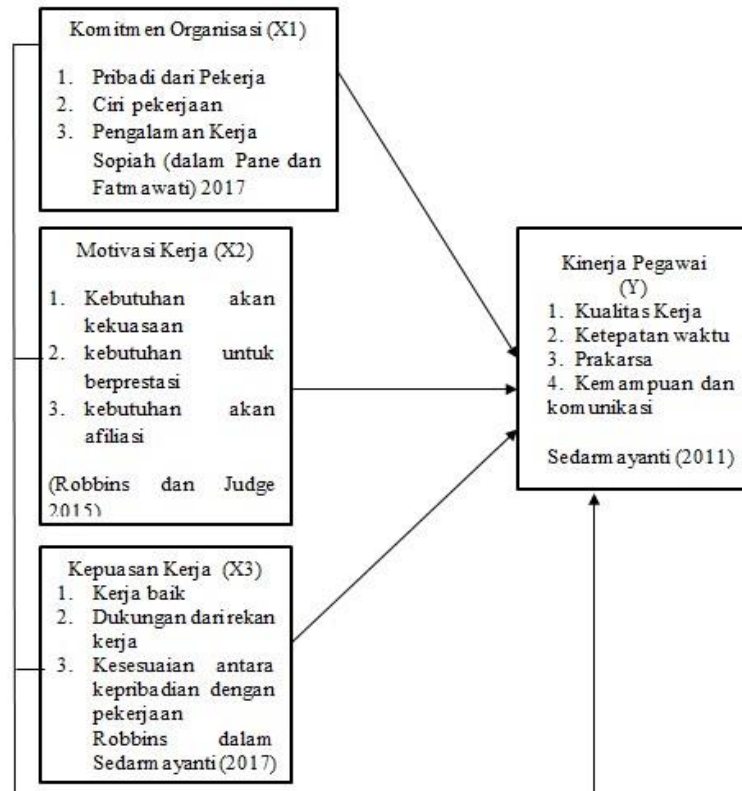 Komitmen Organisasi (X1)
1. Pribadi dari Pekerja
2. Ciri pekerjaan
3. Pengalaman Kerja
Sopiah (dalam Pane dan
Fatmawati) 2017
Motivasi Kerja (X2)
1. Kebutuhan akan
kekuasaan
2. kebutuhan untuk
berprestasi
3. kebutuhan akan
afiliasi
(Robbins dan Judge
2015)
Kepuasan Kerja (X3)
1. Kerja baik
2. Dukungan dari rekan
kerja
3. Kesesuaian antara
kepribadian dengan
pekerjaan
Robbins dalam
Sedarmayanti (2017)
Kinerja Pegawai
(Y)
1. Kualitas Kerja
2. Ketepatan waktu
3. Prakarsa
4. Kemampuan dan
komunikasi
Sedarmayanti (2011)